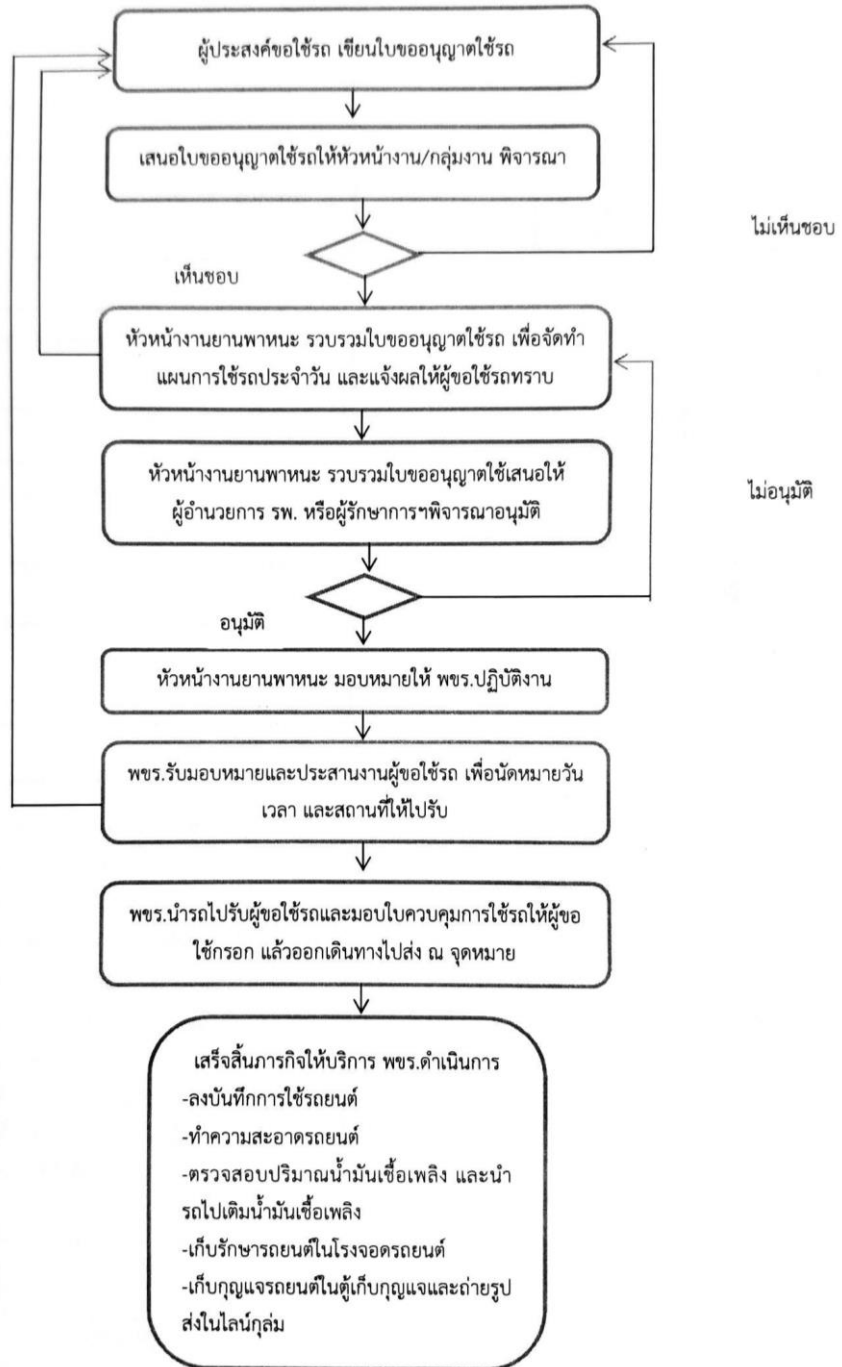 ผู้ประสงค์ขอใช้รถ เขียนใบขออนุญาตใช้รถ
เสนอใบขออนุญาตใช้รถให้หัวหน้างาน/กลุ่มงาน พิจารณา
ไม่เห็นชอบ
เห็นชอบ
หัวหน้างานยานพาหนะ รวบรวมใบขออนุญาตใช้รถ เพื่อจัดทำ
แผนการใช้รถประจำวัน และแจ้งผลให้ผู้ขอใช้รถทราบ
หัวหน้างานยานพาหนะ รวบรวมใบขออนุญาตใช้เสนอให้
ผู้อำนวยการ รพ. หรือผู้รักษาการฯพิจารณาอนุมัติ
ไม่อนุมัติ
อนุมัติ
หัวหน้างานยานพาหนะ มอบหมายให้ พขร.ปฏิบัติงาน
พขร.รับมอบหมายและประสานงานผู้ขอใช้รถ เพื่อนัดหมายวัน
เวลา และสถานที่ให้ไปรับ
พขร.นำรถไปรับผู้ขอใช้รถและมอบใบควบคุมการใช้รถให้ผู้ขอ
ใช้กรอก แล้วออกเดินทางไปส่ง ณ จุดหมาย
เสร็จสิ้นภารกิจให้บริการ พขร.ดำเนินการ
-ลงบันทึกการใช้รถยนต์
-ทำความสะอาดรถยนต์
-ตรวจสอบปริมาณน้ำมันเชื้อเพลิง และนำ
รถไปเติมน้ำมันเชื้อเพลิง
-เก็บรักษารถยนต์ในโรงจอดรถยนต์
-เก็บกุญแจรถยนต์ในตู้เก็บกุญแจและถ่ายรูป
ส่งในไลน์กลุ่ม